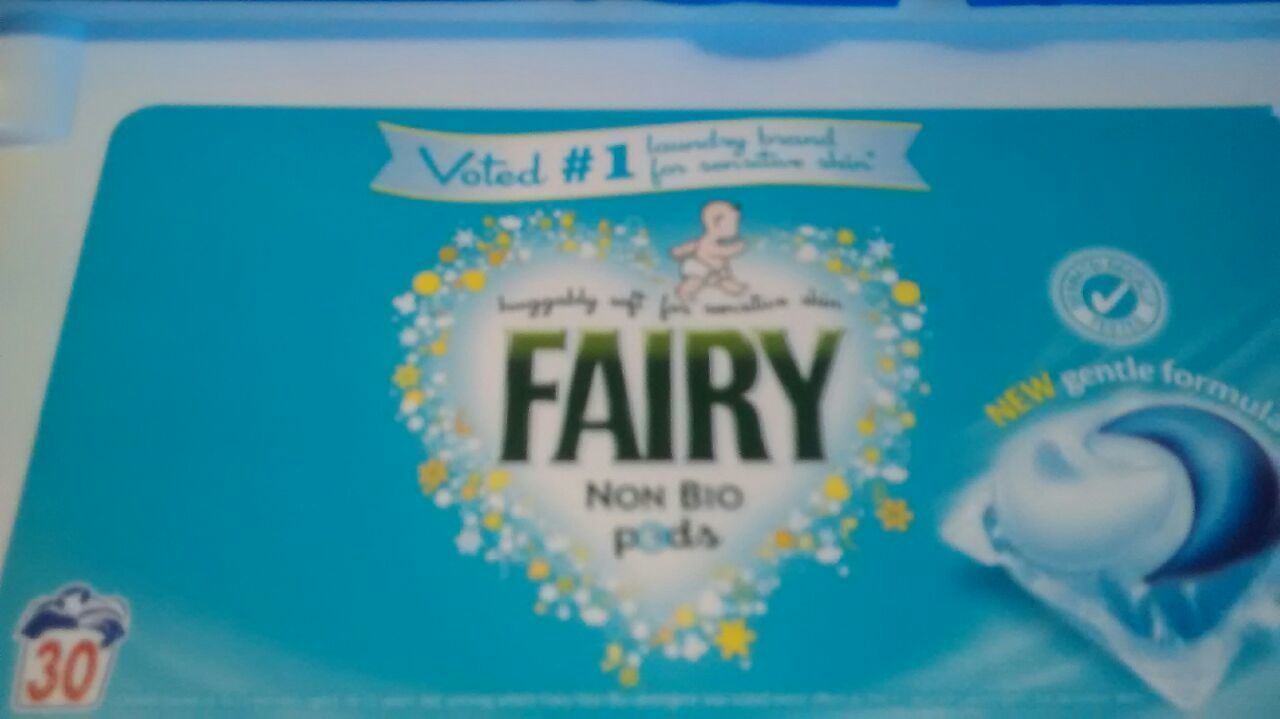 Voted #1 laundry brand
for sensitive skin*
huggably soft for sensitive skin
FAIRY
NON BIO
pods
NEW gentle formula
30